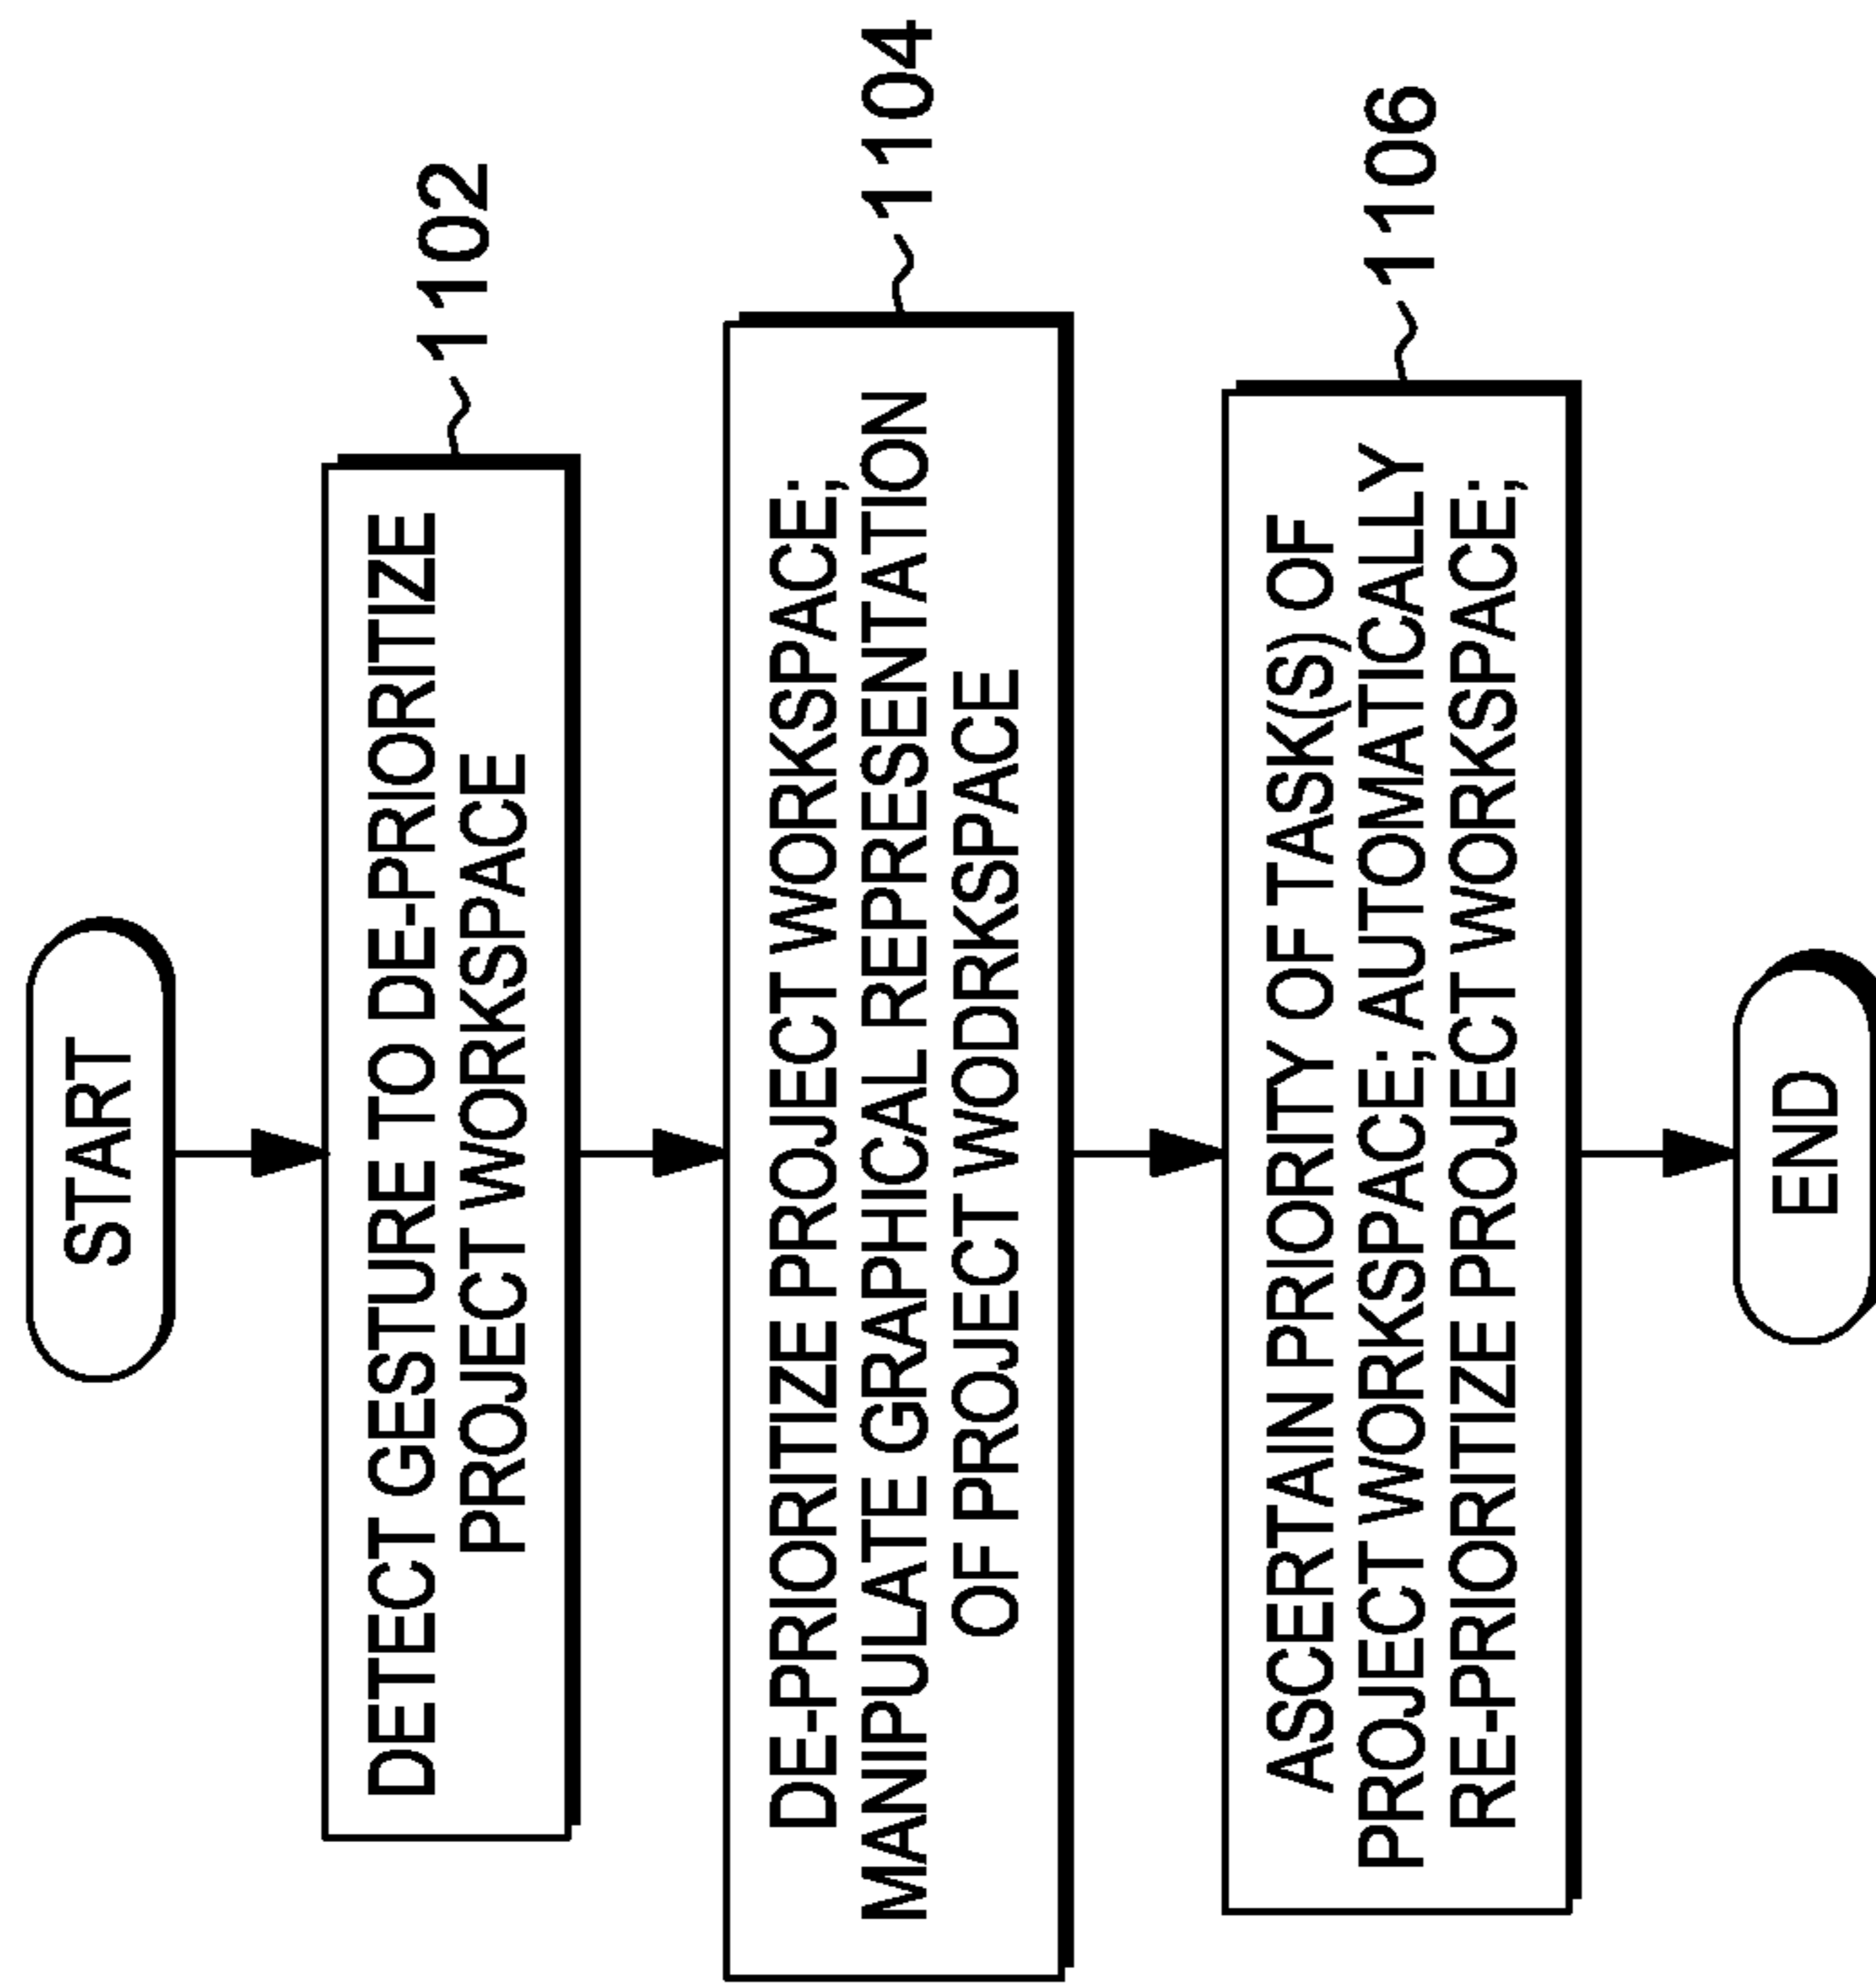 START
DETECT GESTURE TO DE-PRIORITIZE
PROJECT WORKSPACE
1102
DE-PRIORITIZE PROJECT WORKSPACE;
MANIPULATE GRAPHICAL REPRESENTATION
OF PROJECT WODRKSPACE
1104
ASCERTAIN PRIORITY OF TASK(S) OF
PROJECT WORKSPACE; AUTOMATICALLY
RE-PRIORITIZE PROJECT WORKSPACE;
1106
END